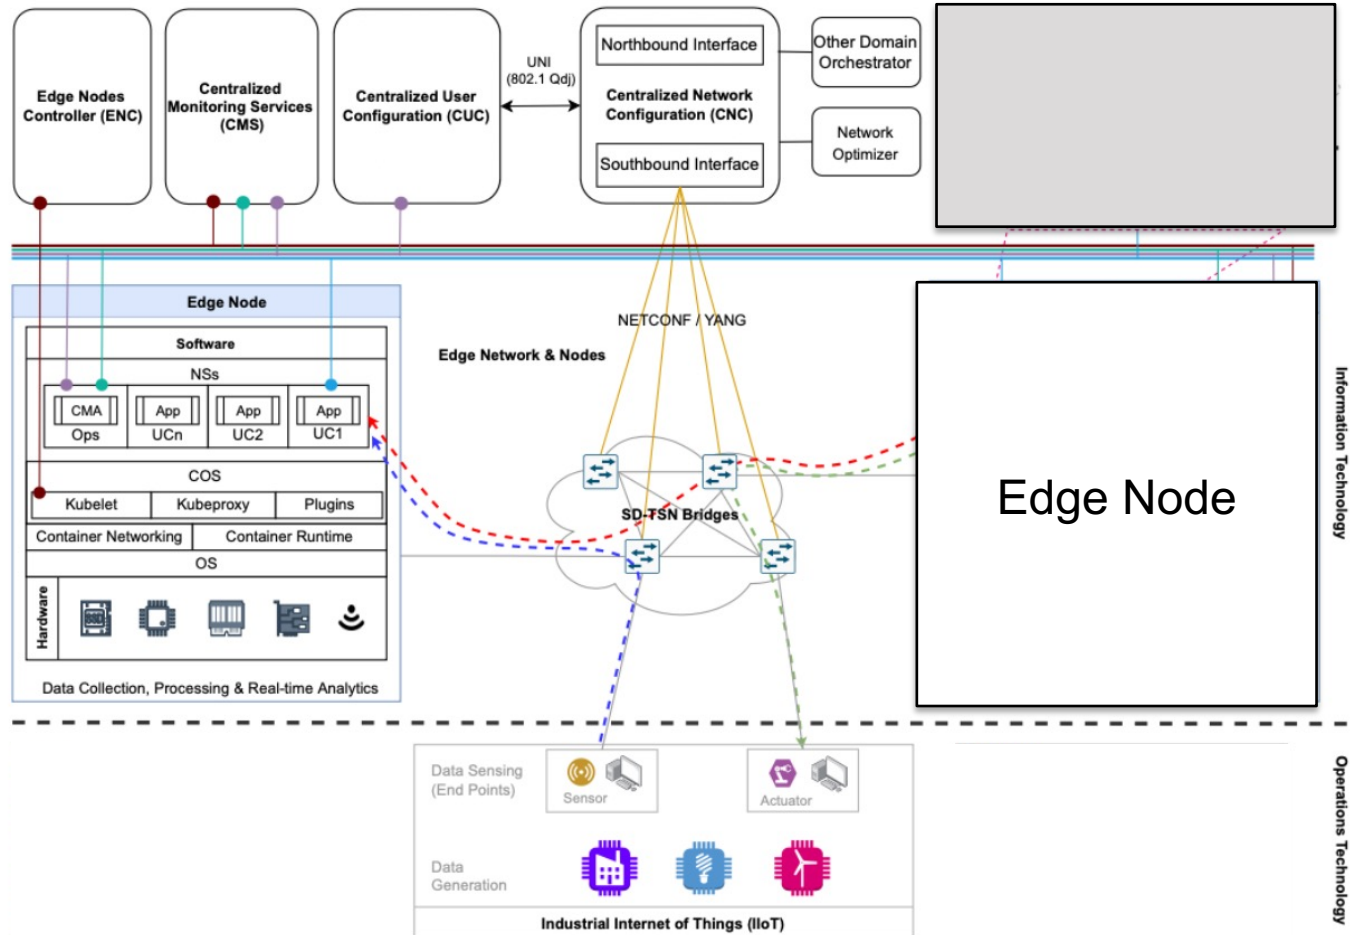 Edge Nodes
Controller (ENC)
Centralized
Monitoring Services
(CMS)
Centralized User
Configuration (CUC)
UNI
(802.1 Qdj)
Northbound Interface
Centralized Network
Configuration (CNC)
Southbound Interface
Other Domain
Orchestrator
Network
Optimizer
Edge Node
Software
NSs
CMA
App
App
App
Ops
UCn
UC2
UC1
COS
Kubelet
Kubeproxy
Plugins
Container Networking
Container Runtime
OS
Hardware
SSD
Data Collection, Processing & Real-time Analytics
NETCONF / YANG
Edge Network & Nodes
SD-TSN Bridges
Edge Node
Information Technology
Operations Technology
Data Sensing
(End Points)
Sensor
Actuator
Data
Generation
Industrial Internet of Things (IIoT)